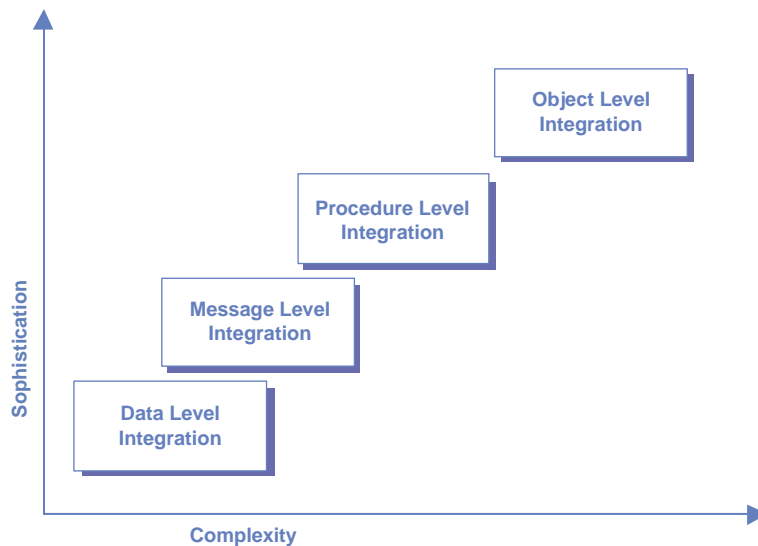 Object Level
Integration
Procedure Level
Integration
Message Level
Integration
Data Level
Integration
Sophistication
Complexity